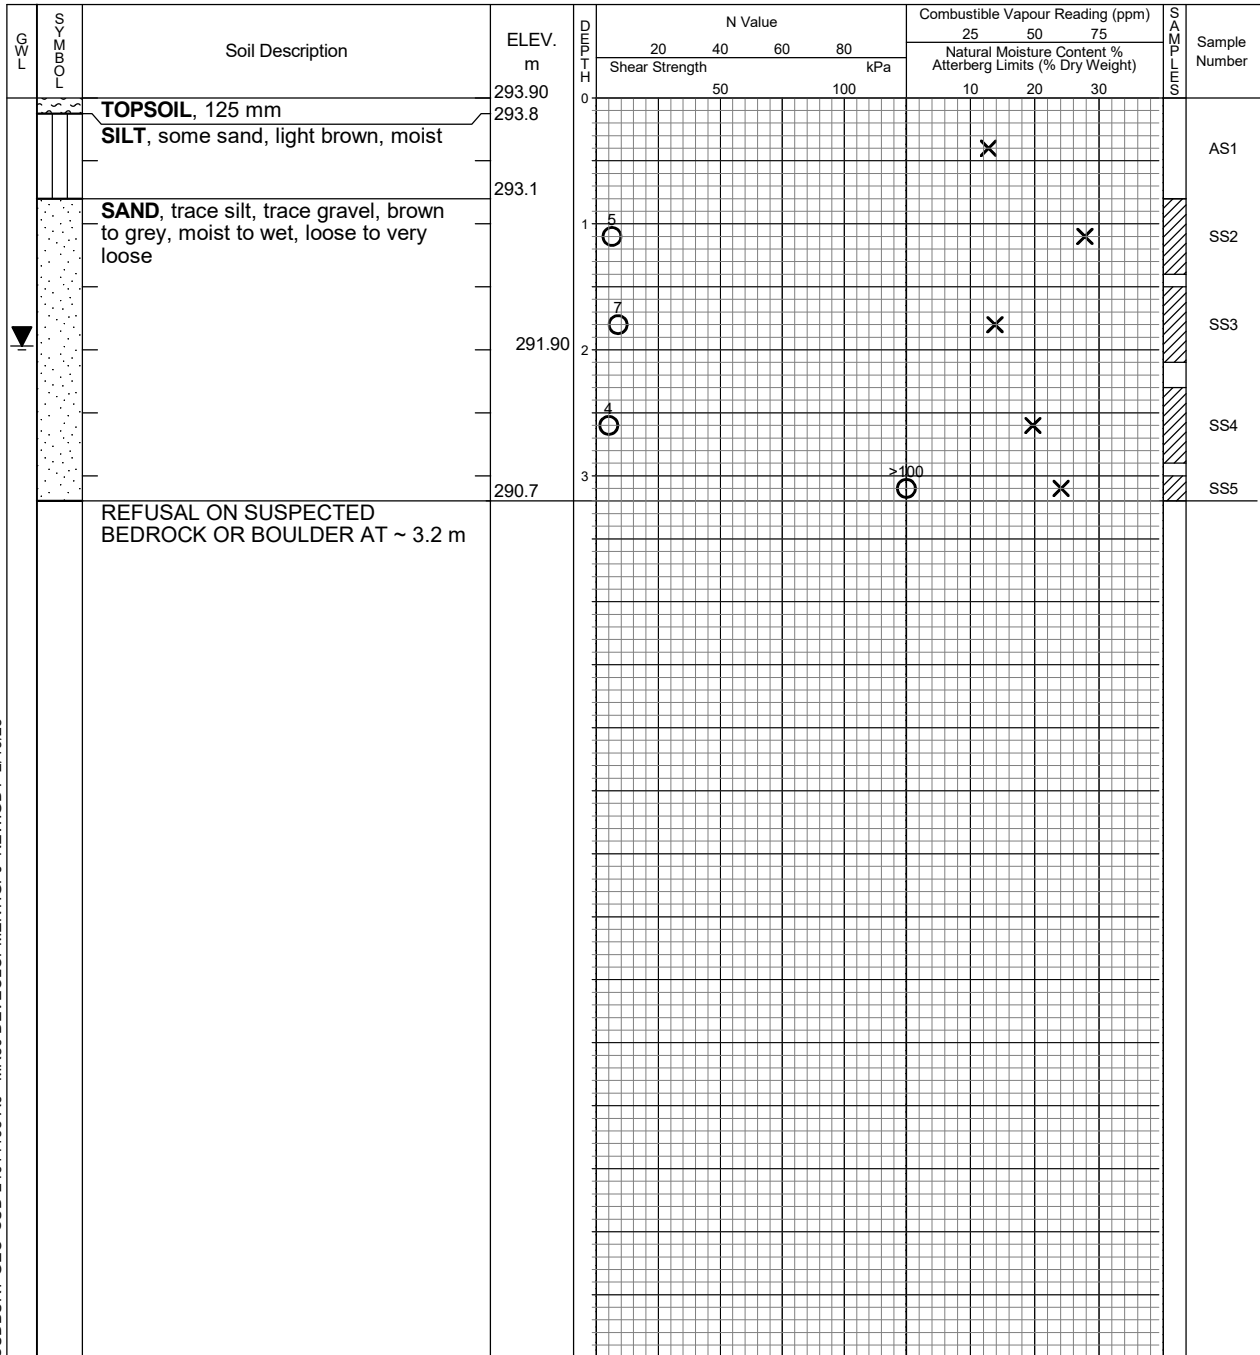 GWL
SYMBOL
Soil Description
ELEV.
m
DEPTH
N Value
20 40 60 80
Shear Strength kPa
50 100
Combustible Vapour Reading (ppm)
25 50 75
Natural Moisture Content %
Atterberg Limits (% Dry Weight)
10 20 30
SAMPLES
Sample
Number
293.90
0
TOPSOIL, 125 mm
293.8
SILT, some sand, light brown, moist
AS1
293.1
SAND, trace silt, trace gravel, brown
to grey, moist to wet, loose to very
loose
1
5
SS2
7
SS3
291.90
2
4
SS4
3
>100
SS5
290.7
REFUSAL ON SUSPECTED
BEDROCK OR BOULDER AT ~ 3.2 m